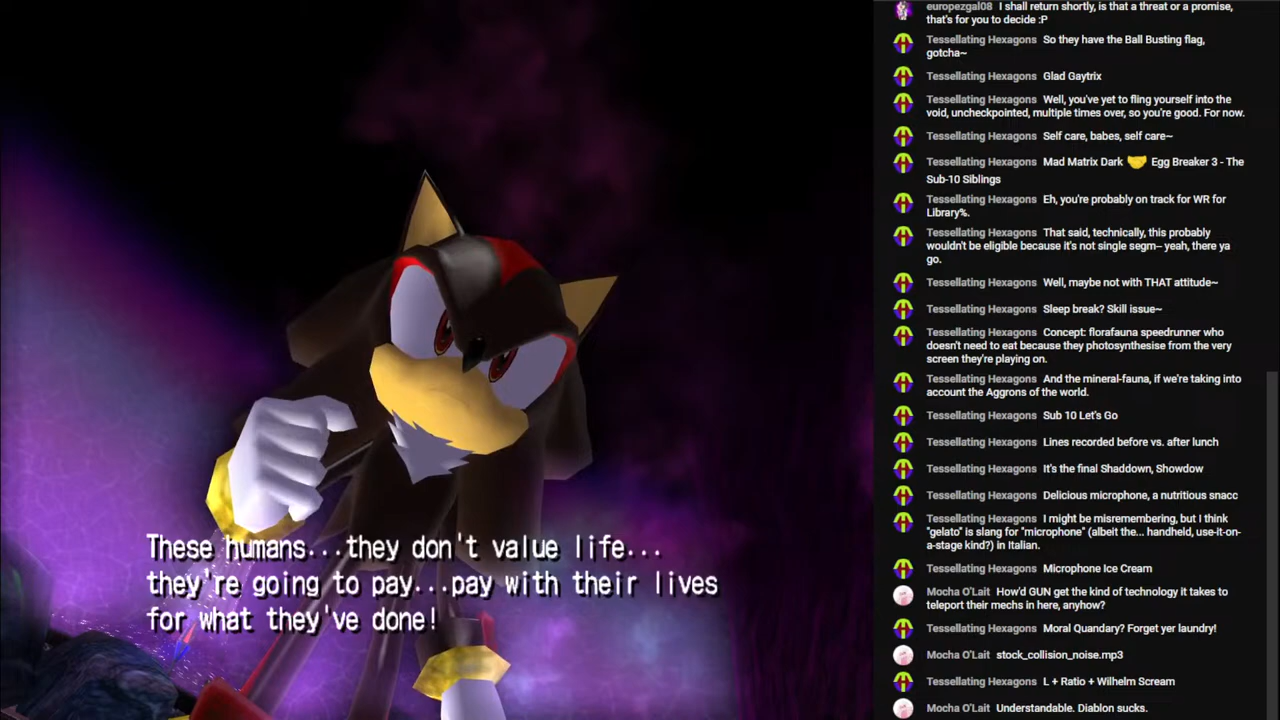 These humans...they don't value life...
they're going to pay...pay with their lives
for what they've done!
europezgal08 I shall return shortly, is that a threat or a promise,
that's for you to decide :P
Tessellating Hexagons So they have the Ball Busting flag,
gotcha~
Tessellating Hexagons Glad Gaytrix
Tessellating Hexagons Well, you've yet to fling yourself into the
void, uncheckpointed, multiple times over, so you're good. For now.
Tessellating Hexagons Self care, babes, self care~
Tessellating Hexagons Mad Matrix Dark 🤝 Egg Breaker 3 - The
Sub-10 Siblings
Tessellating Hexagons Eh, you're probably on track for WR for
Library%.
Tessellating Hexagons That said, technically, this probably
wouldn't be eligible because it's not single segm-- yeah, there ya
go.
Tessellating Hexagons Well, maybe not with THAT attitude~
Tessellating Hexagons Sleep break? Skill issue~
Tessellating Hexagons Concept: florafauna speedrunner who
doesn't need to eat because they photosynthesise from the very
screen they're playing on.
Tessellating Hexagons And the mineral-fauna, if we're taking into
account the Aggrons of the world.
Tessellating Hexagons Sub 10 Let's Go
Tessellating Hexagons Lines recorded before vs. after lunch
Tessellating Hexagons It's the final Shaddown, Showdow
Tessellating Hexagons Delicious microphone, a nutritious snacc
Tessellating Hexagons I might be misremembering, but I think
"gelato" is slang for "microphone" (albeit the... handheld, use-it-on-
a-stage kind?) in Italian.
Tessellating Hexagons Microphone Ice Cream
Mocha O'Lait How'd GUN get the kind of technology it takes to
teleport their mechs in here, anyhow?
Tessellating Hexagons Moral Quandary? Forget yer laundry!
Mocha O'Lait stock_collision_noise.mp3
Tessellating Hexagons L + Ratio + Wilhelm Scream
Mocha O'Lait Understandable. Diablon sucks.